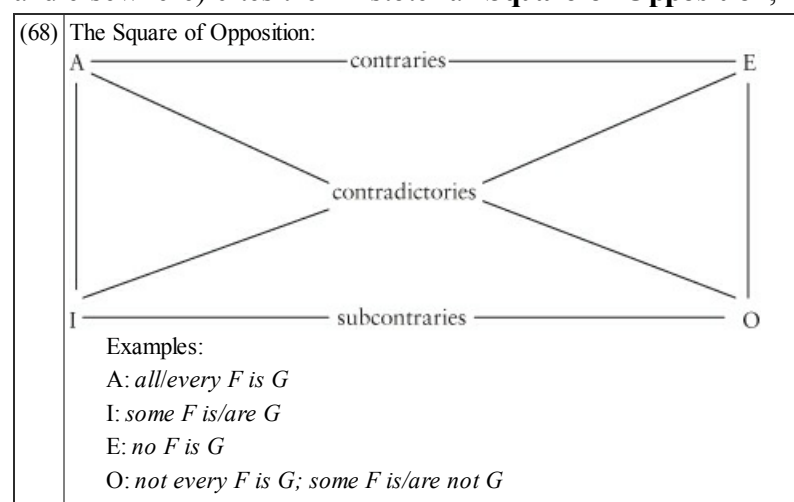 (68) The Square of Opposition:
A contraries E
contradictories
I subcontraries O
Examples:
A: all/every F is G
I: some F is/are G
E: no F is G
O: not every F is G; some F is/are not G